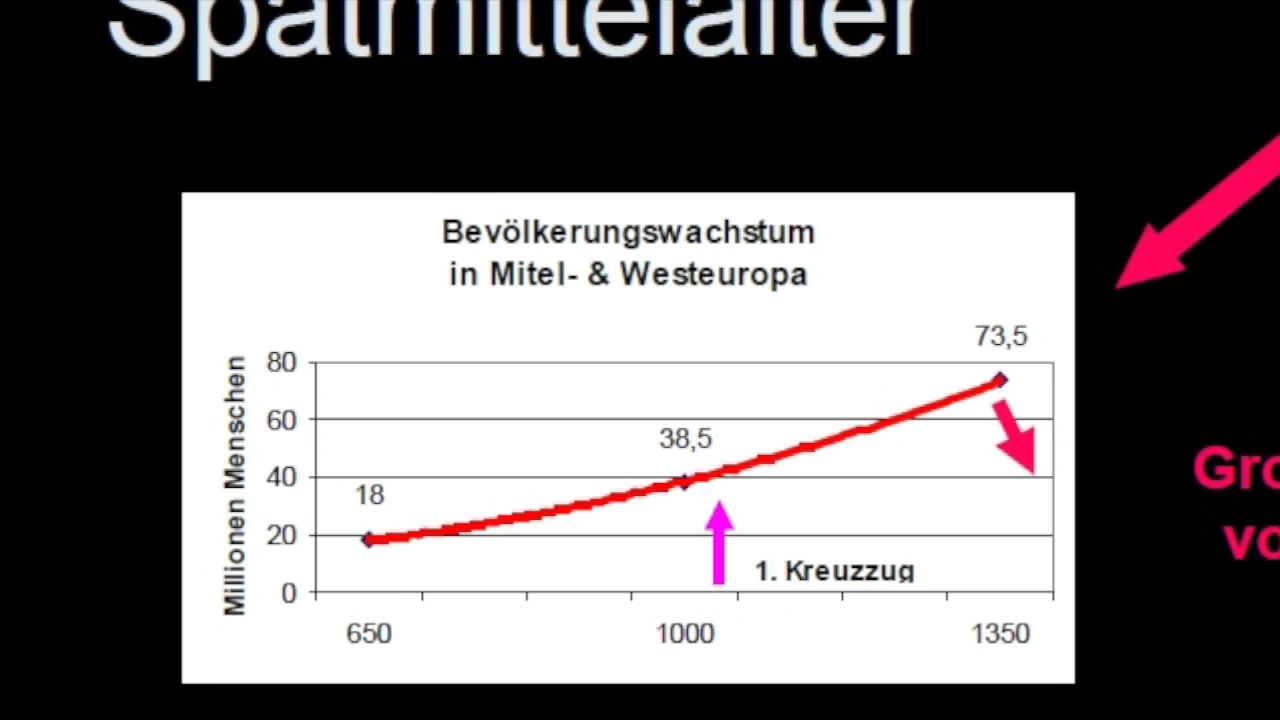 Spätmittelalter
Bevölkerungswachstum
in Mitel- & Westeuropa
Millionen Menschen
80
60
40
20
0
18
38,5
73,5
1. Kreuzzug
650
1000
1350
Gro
vo